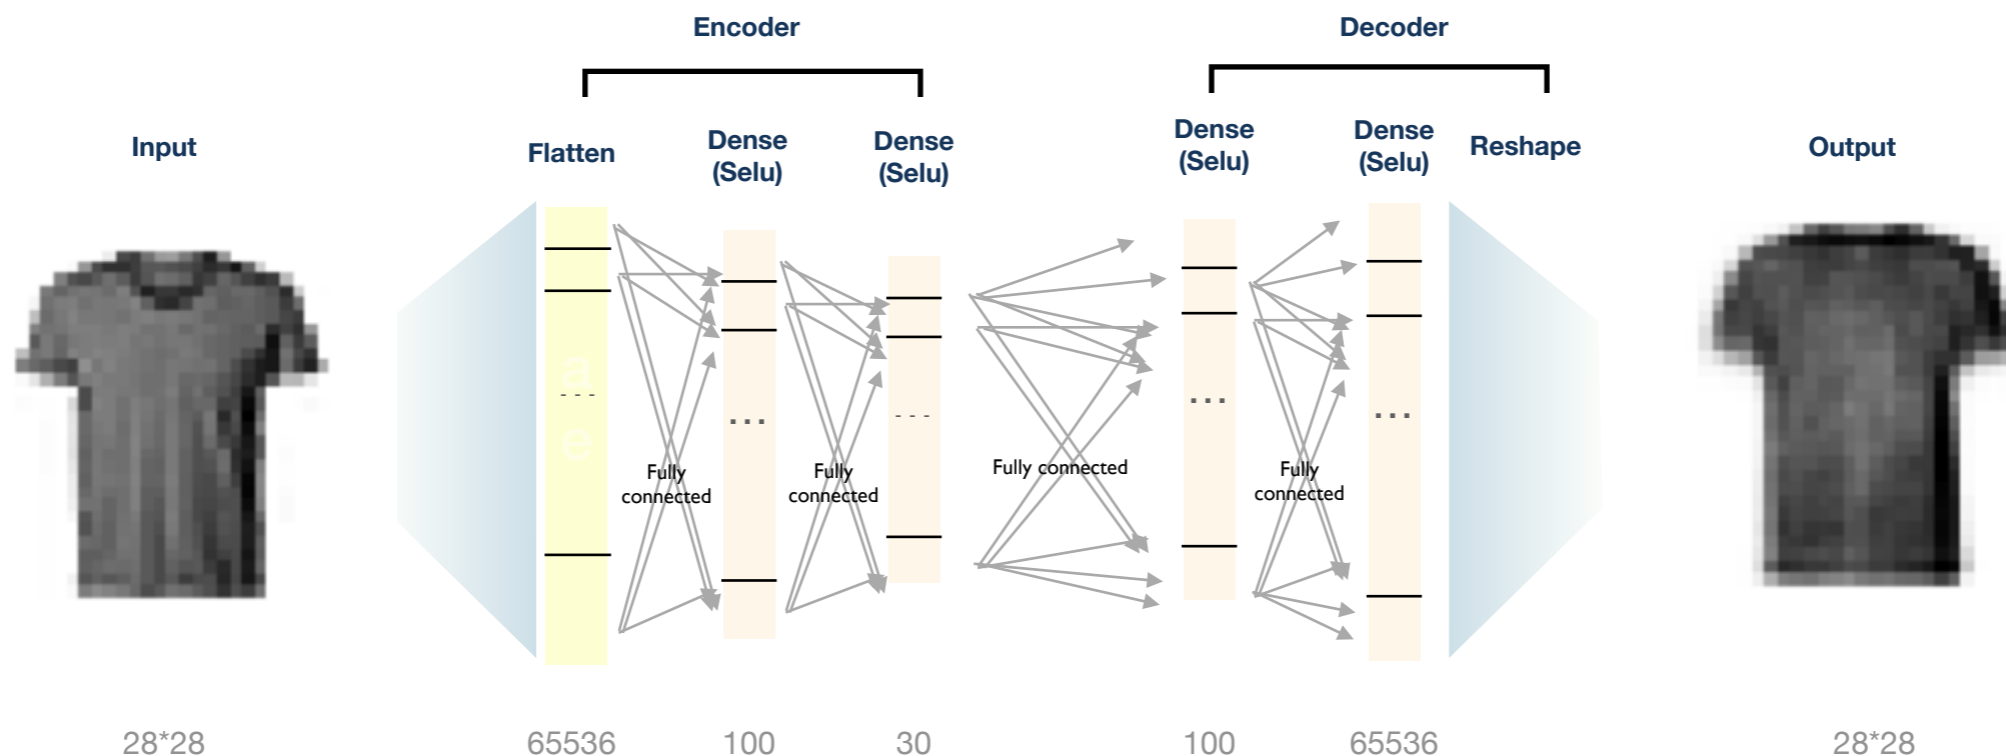 Encoder
Decoder
Input
Flatten
Dense
(Selu)
Dense
(Selu)
Dense
(Selu)
Dense
(Selu)
Reshape
Output
...
...
...
...
...
Fully
connected
Fully
connected
Fully connected
Fully
connected
28*28
65536
100
30
100
65536
28*28